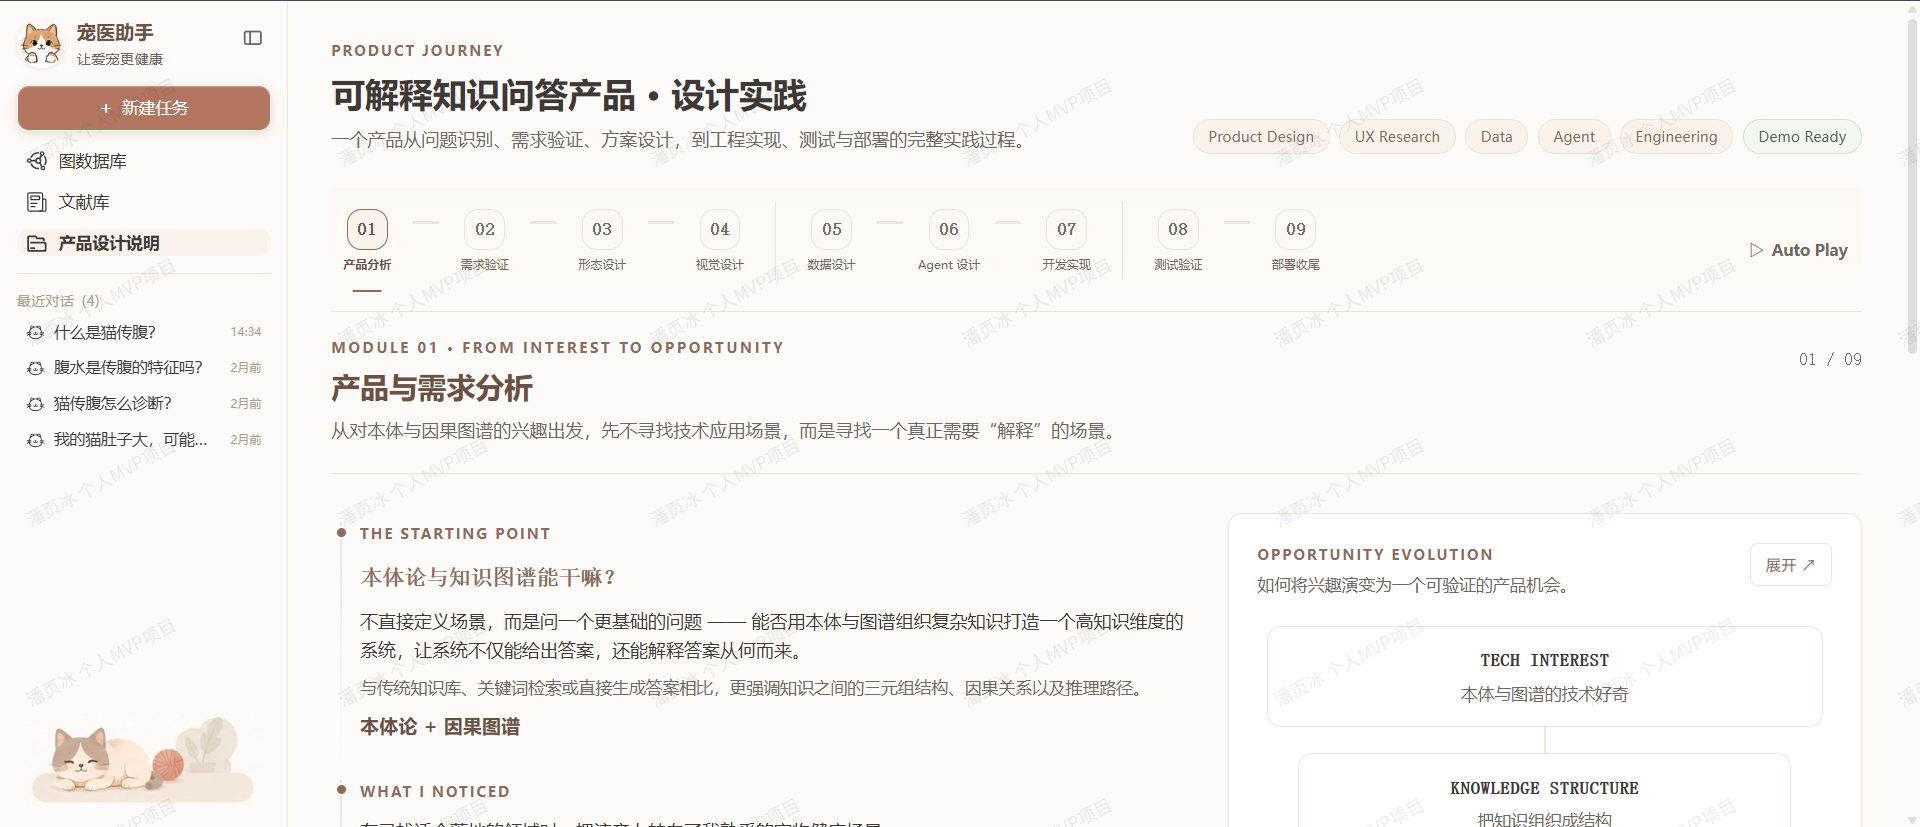 宠医助手
让爱宠更健康
+ 新建任务
图数据库
文献库
产品设计说明
最近对话 (4)
什么是猫传腹? 14:34
腹水是传腹的特征吗? 2月前
猫传腹怎么诊断? 2月前
我的猫肚子大，可能... 2月前
PRODUCT JOURNEY
可解释知识问答产品 • 设计实践
一个产品从问题识别、需求验证、方案设计，到工程实现、测试与部署的完整实践过程。
Product Design UX Research Data Agent Engineering Demo Ready
01 02 03 04 05 06 07 08 09
产品分析 需求验证 形态设计 视觉设计 数据设计 Agent 设计 开发实现 测试验证 部署收尾
▷ Auto Play
MODULE 01 • FROM INTEREST TO OPPORTUNITY
01 / 09
产品与需求分析
从对本体与因果图谱的兴趣出发，先不寻找技术应用场景，而是寻找一个真正需要“解释”的场景。
THE STARTING POINT
本体论与知识图谱能干嘛?
不直接定义场景，而是问一个更基础的问题 —— 能否用本体与图谱组织复杂知识打造一个高知识维度的
系统，让系统不仅能给出答案，还能解释答案从何而来。
与传统知识库、关键词检索或直接生成答案相比，更强调知识之间的三元组结构、因果关系以及推理路径。
本体论 + 因果图谱
WHAT I NOTICED
OPPORTUNITY EVOLUTION
如何将兴趣演变为一个可验证的产品机会。
展开 ↗
TECH INTEREST
本体与图谱的技术好奇
KNOWLEDGE STRUCTURE
把知识组织成结构
潘页冰 个人MVP项目